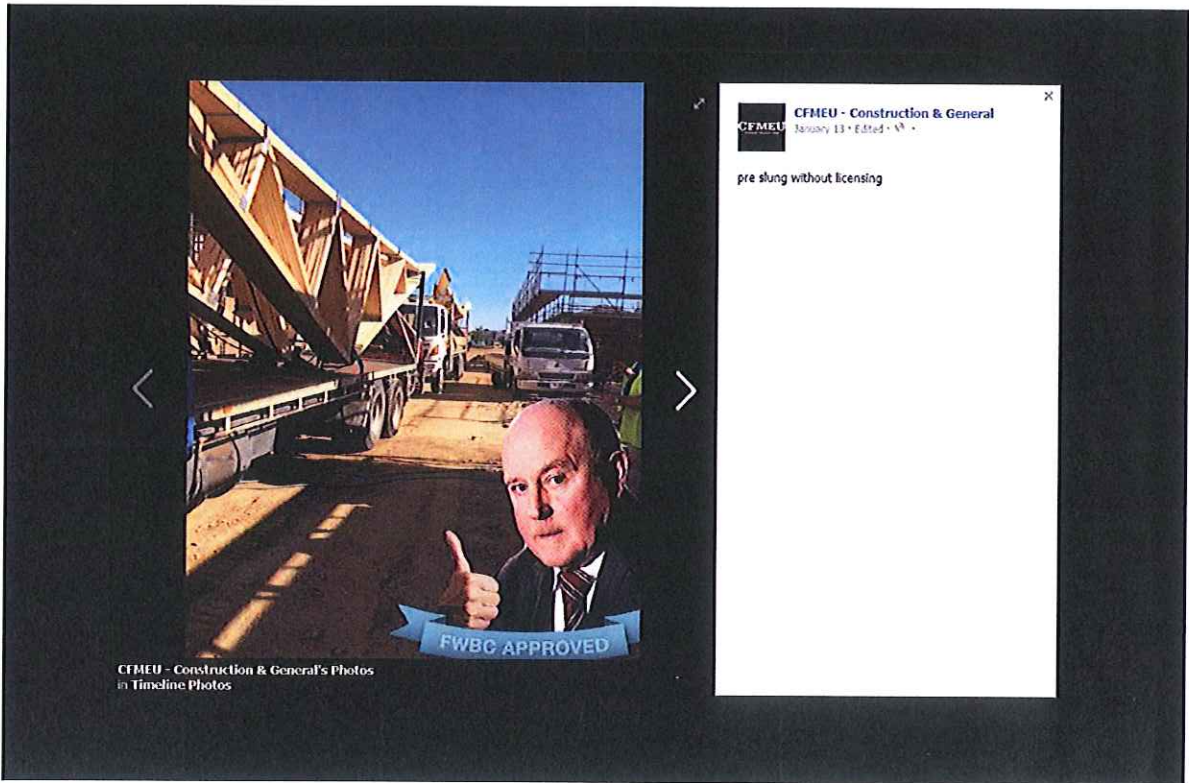 CFMEU - Construction & General
CFMEU
January 13 • Edited •
pre slung without licensing
FWBC APPROVED
CFMEU - Construction & General's Photos
in Timeline Photos